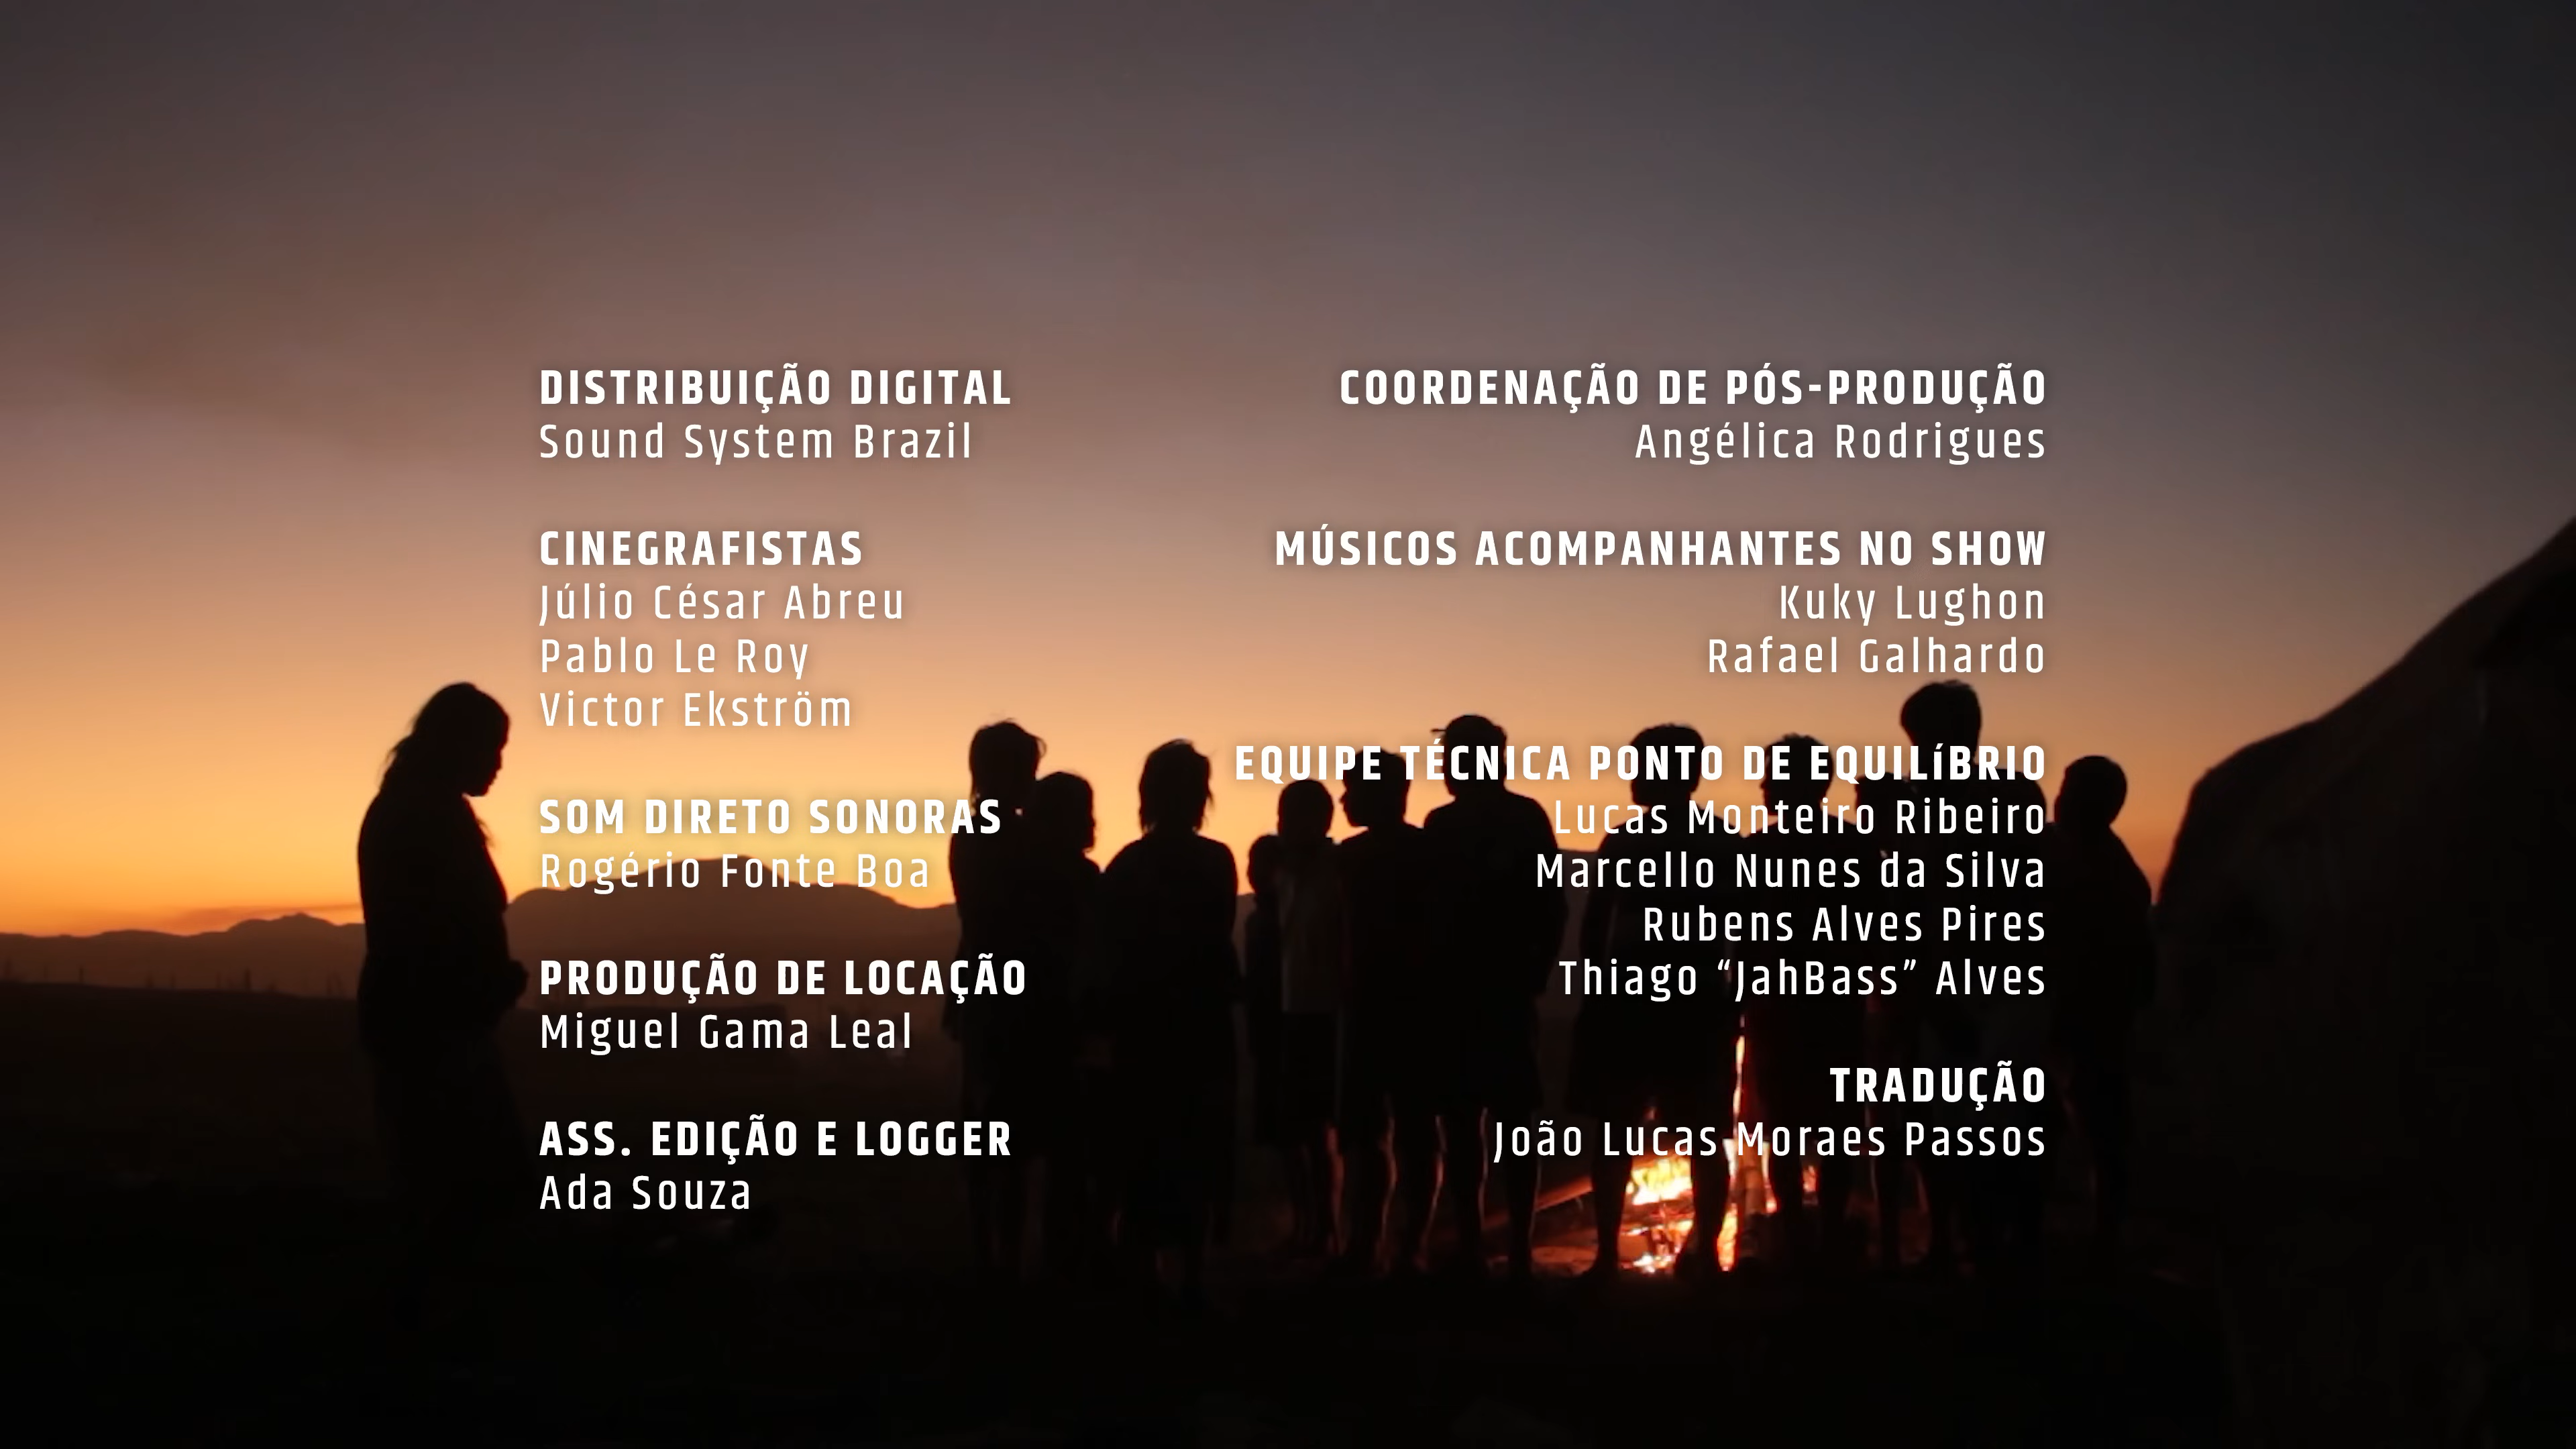 DISTRIBUIÇÃO DIGITAL
Sound System Brazil
CINEGRAFISTAS
Júlio César Abreu
Pablo Le Roy
Victor Ekström
SOM DIRETO SONORAS
Rogério Fonte Boa
PRODUÇÃO DE LOCAÇÃO
Miguel Gama Leal
ASS. EDIÇÃO E LOGGER
Ada Souza
COORDENAÇÃO DE PÓS-PRODUÇÃO
Angélica Rodrigues
MÚSICOS ACOMPANHANTES NO SHOW
Kuky Lughon
Rafael Galhardo
EQUIPE TÉCNICA PONTO DE EQUILíBRIO
Lucas Monteiro Ribeiro
Marcello Nunes da Silva
Rubens Alves Pires
Thiago “JahBass” Alves
TRADUÇÃO
João Lucas Moraes Passos